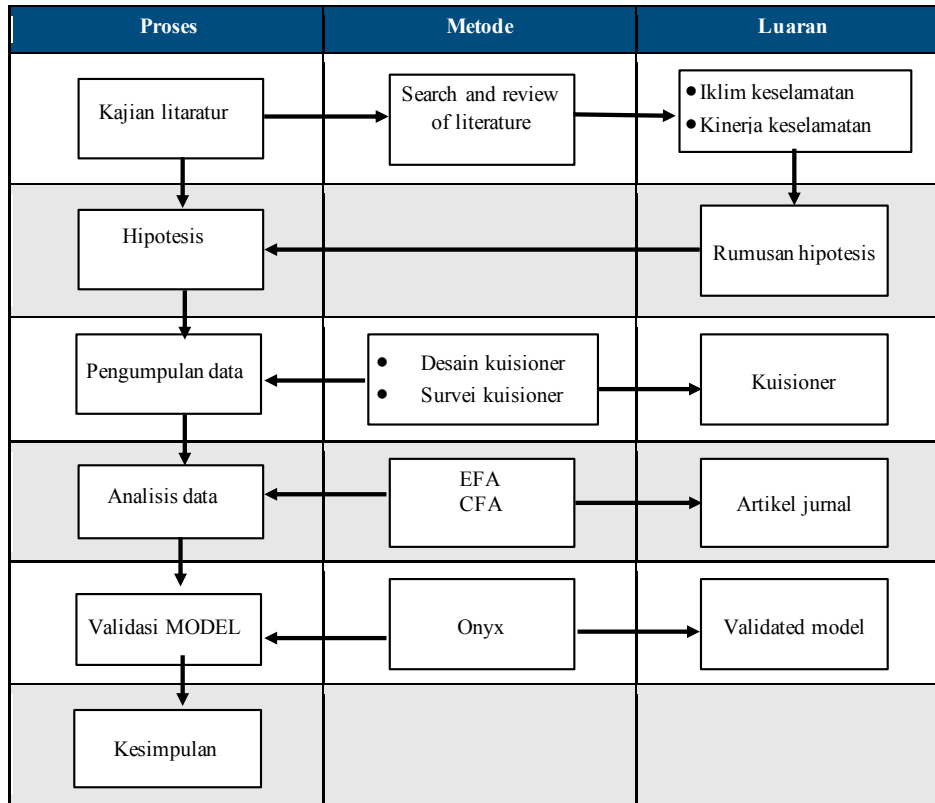 Proses
Metode
Luaran
Kajian litaratur
Search and review
of literature
• Iklim keselamatan
• Kinerja keselamatan
Hipotesis
Rumusan hipotesis
Pengumpulan data
• Desain kuisioner
• Survei kuisioner
Kuisioner
Analisis data
EFA
CFA
Artikel jurnal
Validasi MODEL
Onyx
Validated model
Kesimpulan